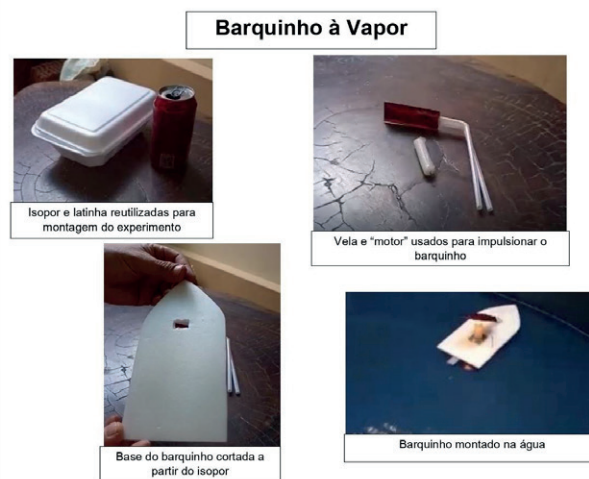 Barquinho à Vapor
Isopor e latinha reutilizadas para
montagem do experimento
Vela e “motor” usados para impulsionar o
barquinho
Base do barquinho cortada a
partir do isopor
Barquinho montado na água